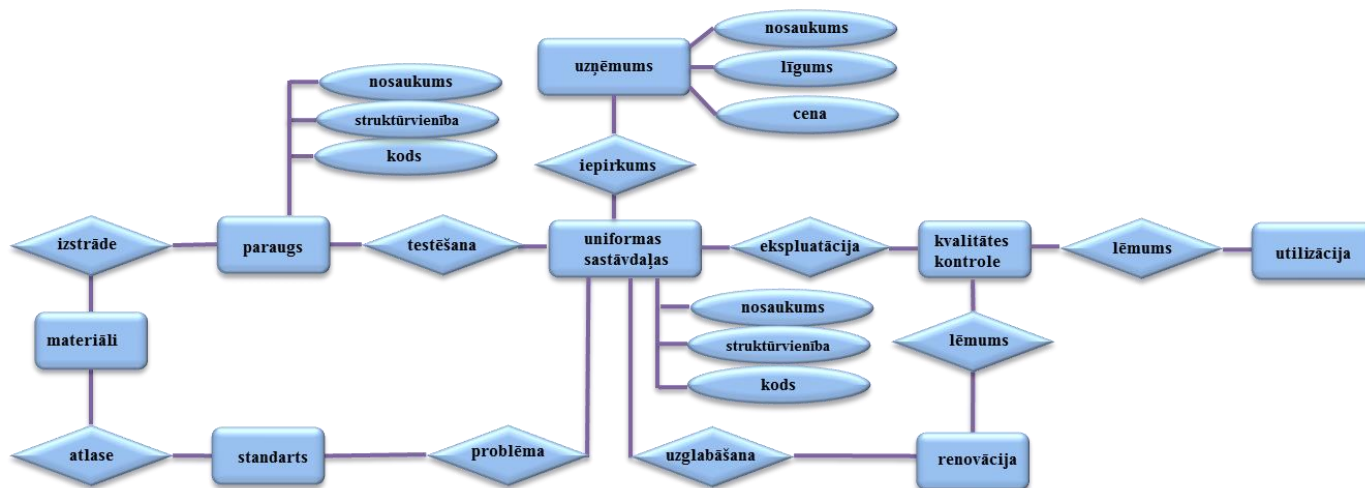 nosaukums
uzņēmums
līgums
cena
nosaukums
struktūrvienība
kods
iepirkums
izstrāde
paraugs
testēšana
uniformas
sastāvdaļas
ekspluatācija
kvalitātes
kontrole
lēmums
utilizācija
nosaukums
struktūrvienība
kods
materiāli
lēmums
atlase
standarts
problēma
uzglabāšana
renovācija